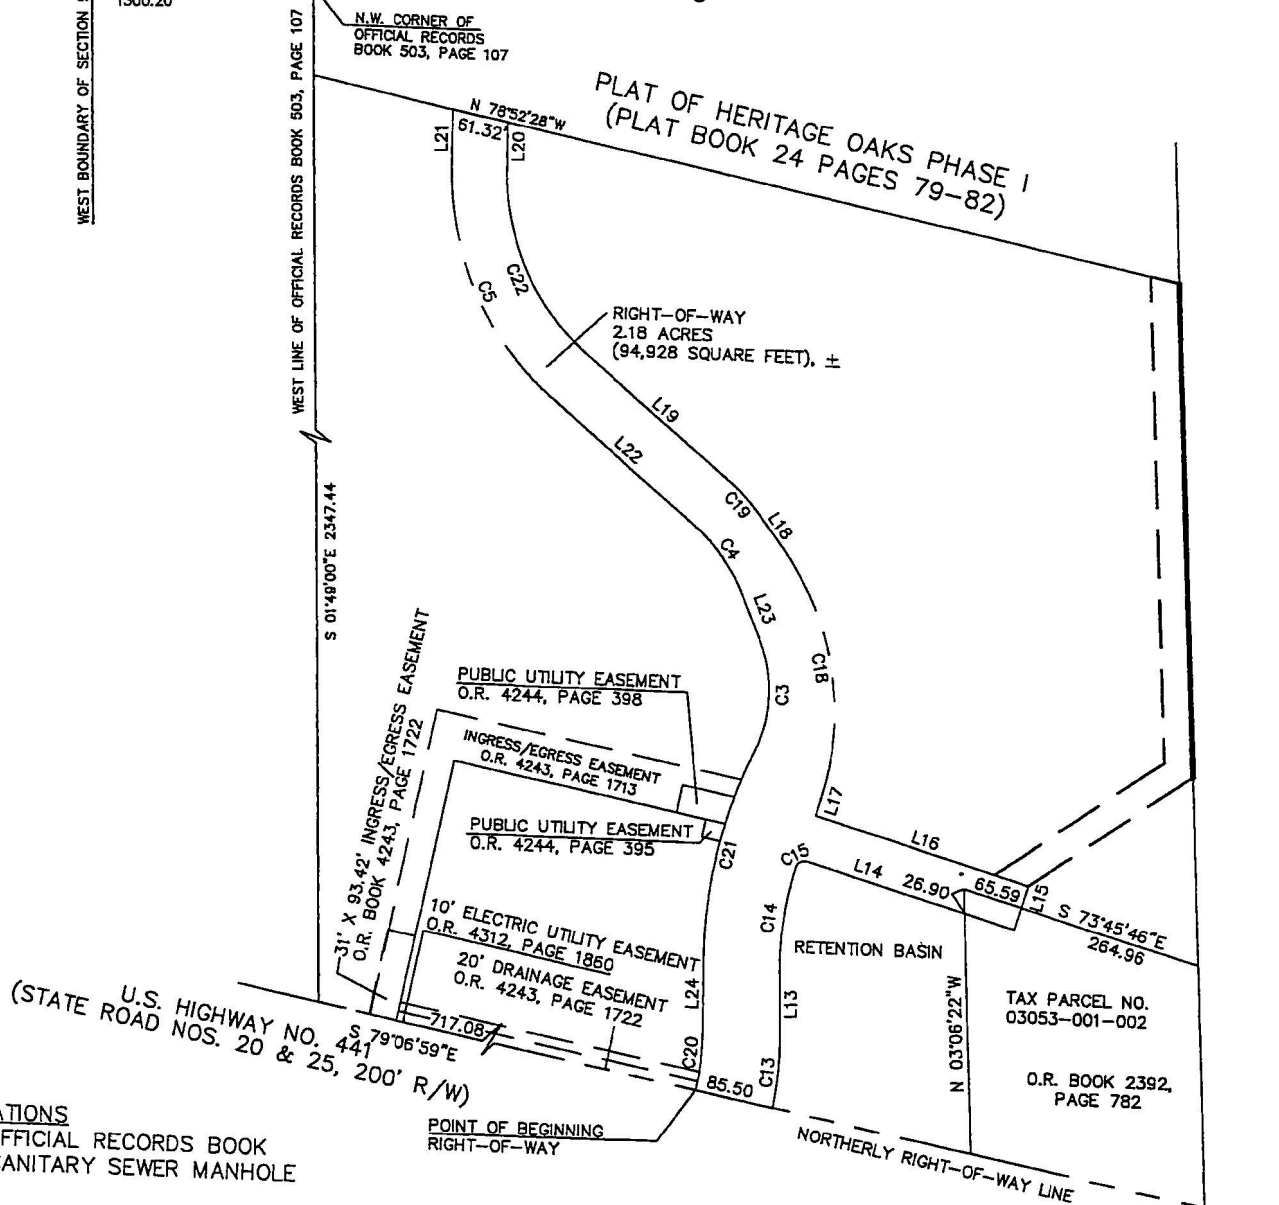 1300.20
WEST BOUNDARY OF SECTION
N.W. CORNER OF
OFFICIAL RECORDS
BOOK 503, PAGE 107
WEST LINE OF OFFICIAL RECORDS BOOK 503, PAGE 107
N 78°52'28"W
61.32'
L21
L20
PLAT OF HERITAGE OAKS PHASE I
(PLAT BOOK 24 PAGES 79-82)
C5
C22
RIGHT-OF-WAY
2.18 ACRES
(94,928 SQUARE FEET), ±
L19
L22
C19
L18
C4
L23
C18
C3
S 01°49'00"E 2347.44
PUBLIC UTILITY EASEMENT
O.R. 4244, PAGE 398
INGRESS/EGRESS EASEMENT
O.R. 4243, PAGE 1713
31' X 93.42' INGRESS/EGRESS EASEMENT
O.R. BOOK 4243, PAGE 1722
PUBLIC UTILITY EASEMENT
O.R. 4244, PAGE 395
L17
L16
C21
C15
L14
26.90
65.59
L15
S 73°45'46"E
264.96
C14
RETENTION BASIN
10' ELECTRIC UTILITY EASEMENT
O.R. 4312, PAGE 1860
20' DRAINAGE EASEMENT
O.R. 4243, PAGE 1722
L24
L13
N 03°06'22"W
TAX PARCEL NO.
03053-001-002
O.R. BOOK 2392,
PAGE 782
U.S. HIGHWAY NO. 441
(STATE ROAD NOS. 20 & 25, 200' R/W)
717.08
S 79°06'59"E
C20
85.50
C13
POINT OF BEGINNING
RIGHT-OF-WAY
NORTHERLY RIGHT-OF-WAY LINE
ATIONS
FFICIAL RECORDS BOOK
ANITARY SEWER MANHOLE